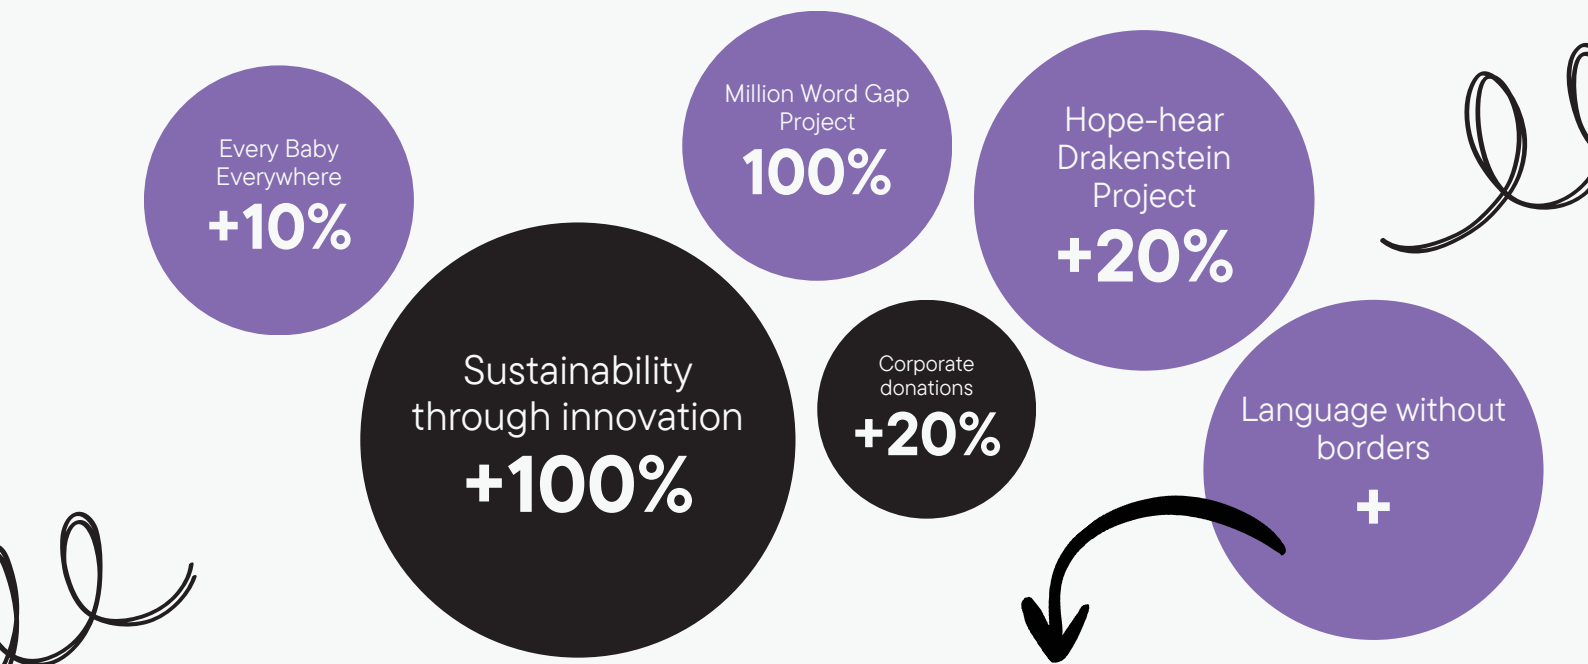 Every Baby
Everywhere
+10%
Sustainability
through innovation
+100%
Million Word Gap
Project
100%
Corporate
donations
+20%
Hope-hear
Drakenstein
Project
+20%
Language without
borders
+